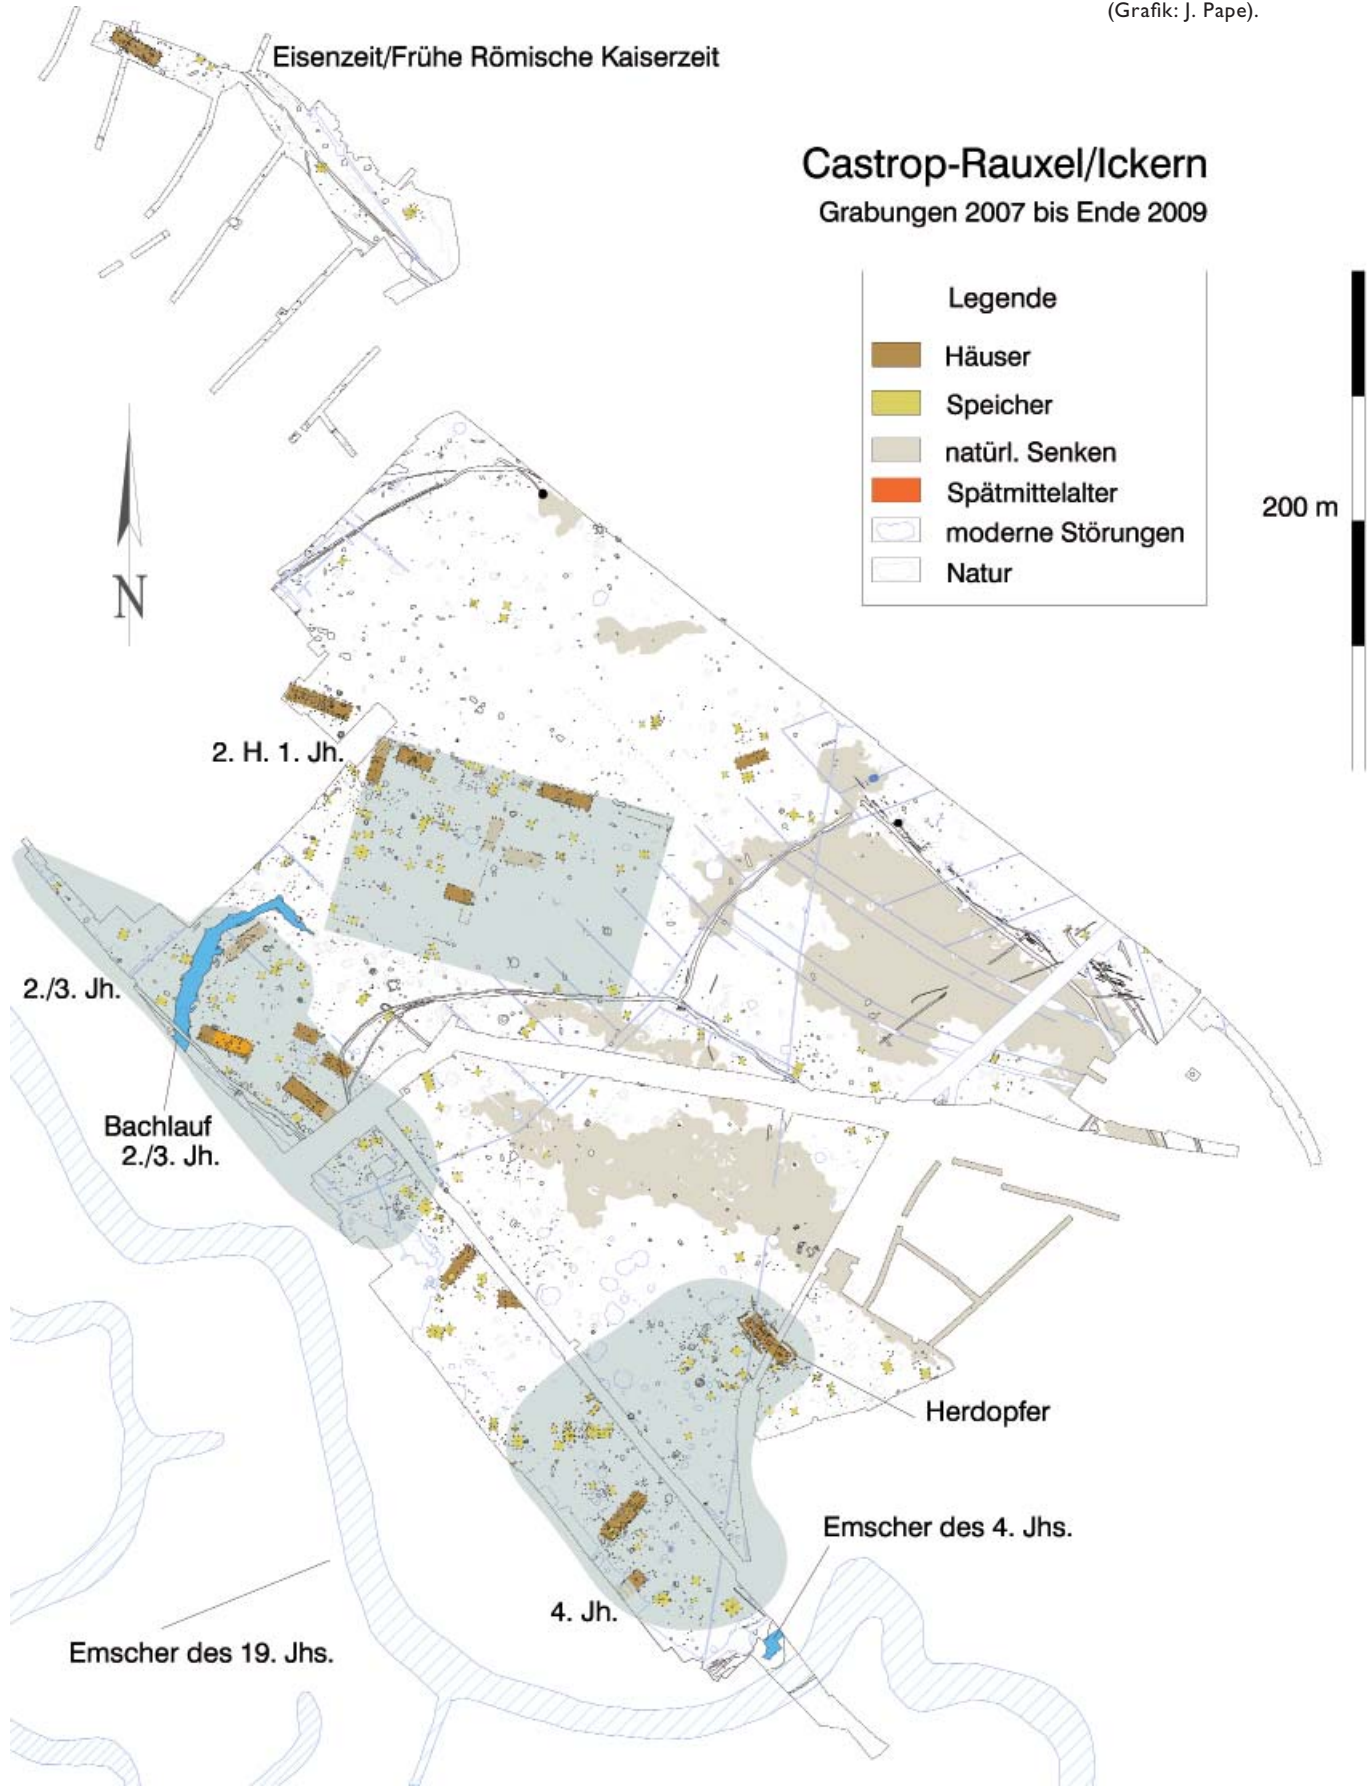 (Grafik: J. Pape).
Eisenzeit/Frühe Römische Kaiserzeit
Castrop-Rauxel/Ickern
Grabungen 2007 bis Ende 2009
Legende
Häuser
Speicher
natürl. Senken
Spätmittelalter
moderne Störungen
Natur
200 m
N
2. H. 1. Jh.
2./3. Jh.
Bachlauf
2./3. Jh.
Herdopfer
Emscher des 4. Jhs.
4. Jh.
Emscher des 19. Jhs.